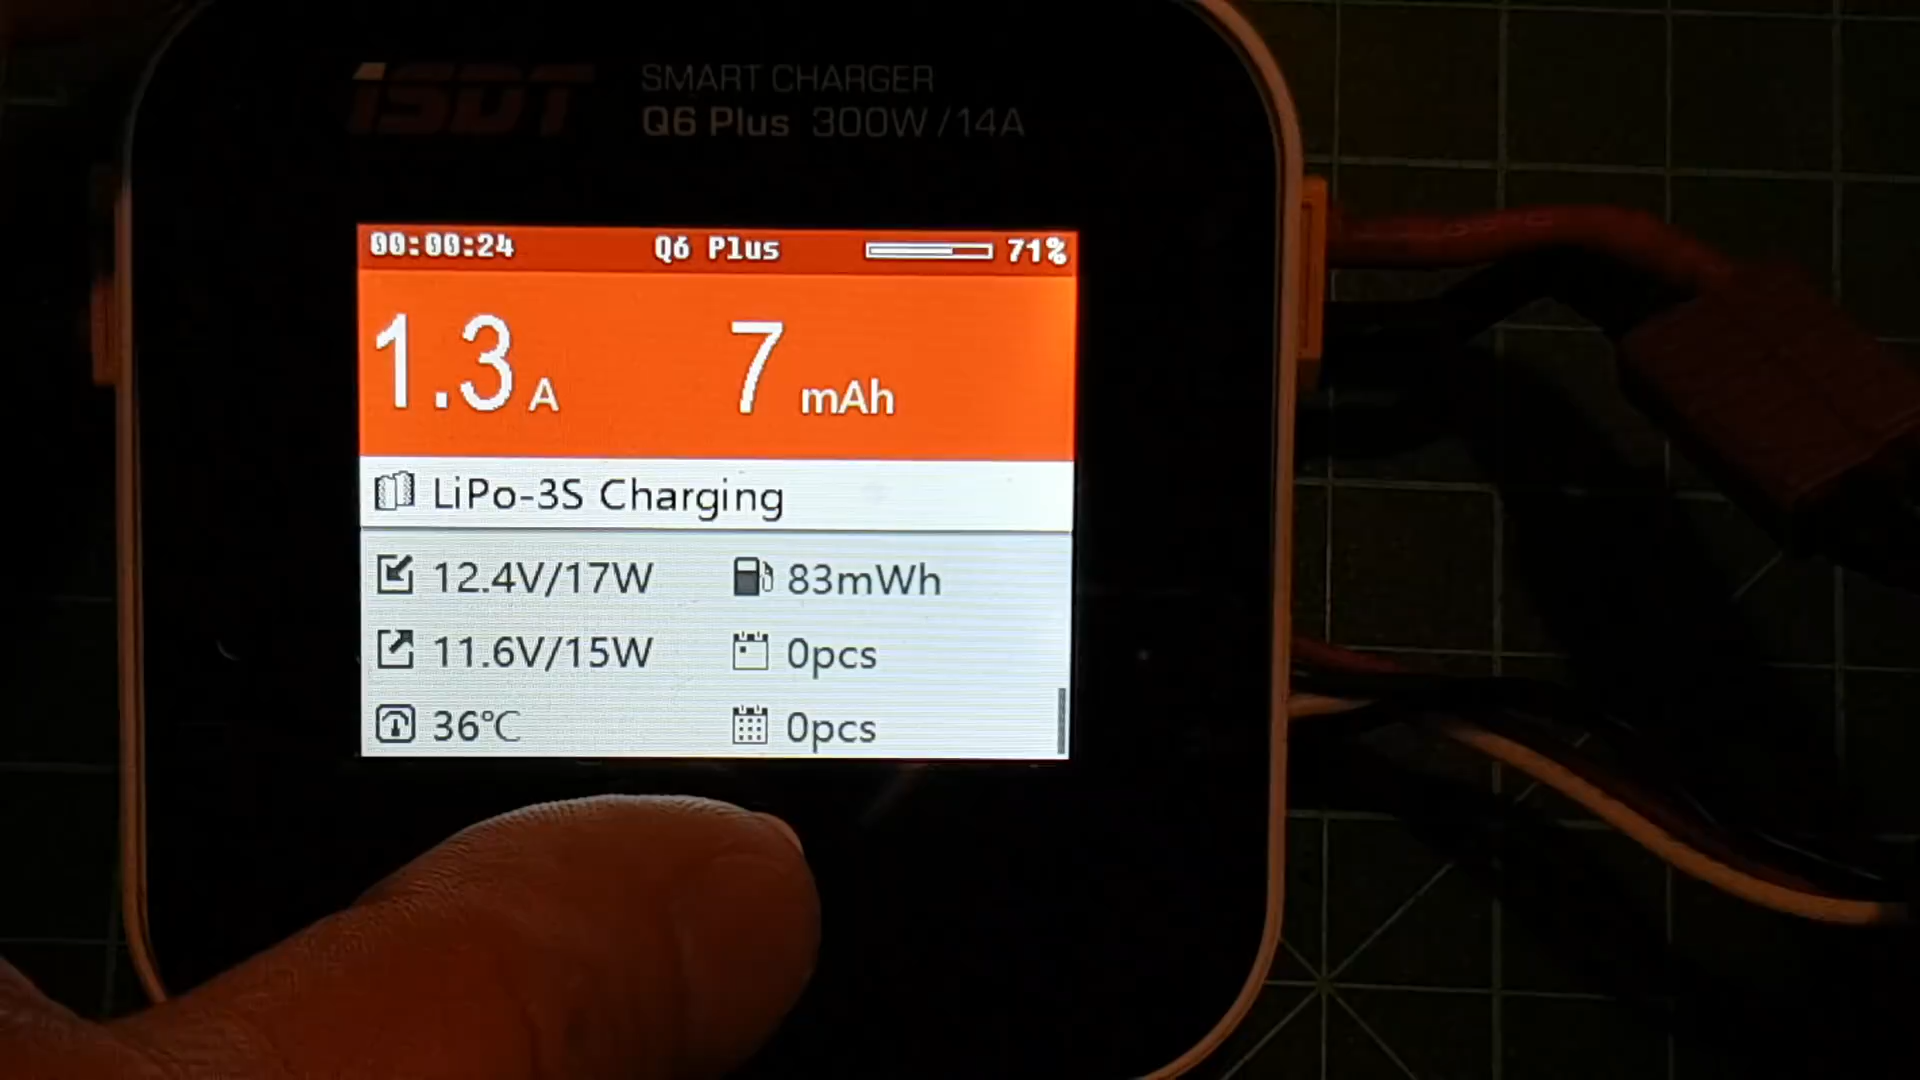 iSDT
SMART CHARGER
Q6 Plus 300W/14A
00:00:24 Q6 Plus 71%
1.3 A 7 mAh
LiPo-3S Charging
12.4V/17W 83mWh
11.6V/15W 0pcs
36℃ 0pcs